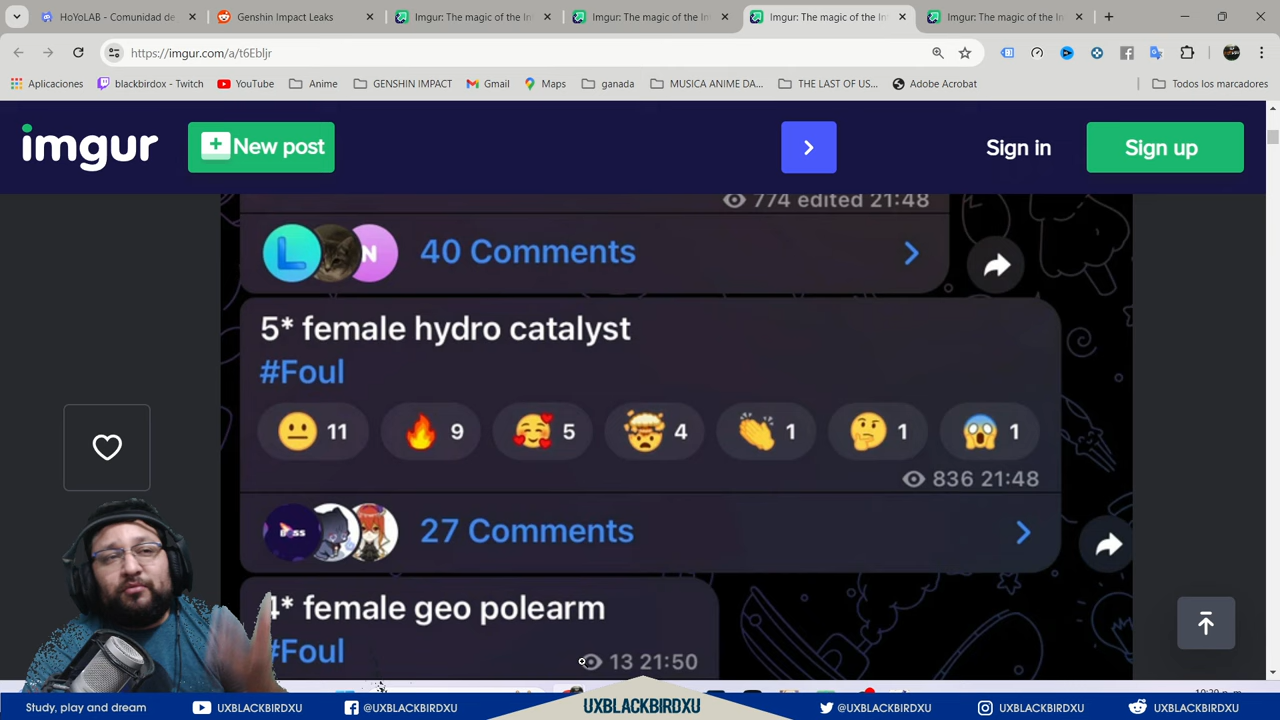 HoYoLAB - Comunidad de
Genshin Impact Leaks
Imgur: The magic of the In
Imgur: The magic of the In
Imgur: The magic of the In
Imgur: The magic of the In
https://imgur.com/a/t6Ebljr
Aplicaciones
blackbirdox - Twitch
YouTube
Anime
GENSHIN IMPACT
Gmail
Maps
ganada
MUSICA ANIME DA...
THE LAST OF US...
Adobe Acrobat
Todos los marcadores
imgur
New post
Sign in
Sign up
774 edited 21:48
L
N
40 Comments
5* female hydro catalyst
#Foul
11
9
5
4
1
1
1
836 21:48
BOSS
27 Comments
4* female geo polearm
#Foul
13 21:50
Study, play and dream
UXBLACKBIRDXU
@UXBLACKBIRDXU
UXBLACKBIRDXU
@UXBLACKBIRDXU
UXBLACKBIRDXU
UXBLACKBIRDXU